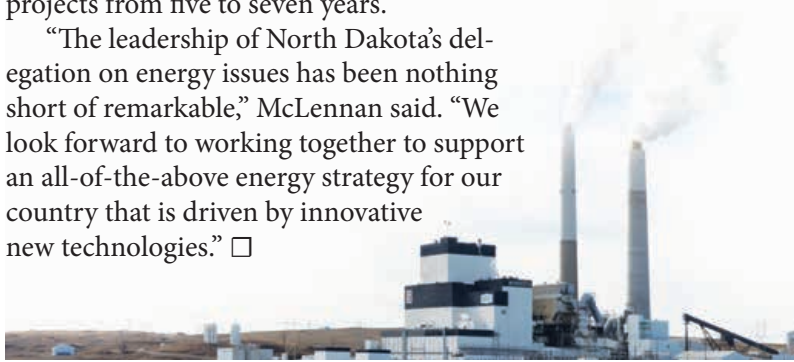 projects from five to seven years.
“The leadership of North Dakota’s del-
egation on energy issues has been nothing
short of remarkable,” McLennan said. “We
look forward to working together to support
an all-of-the-above energy strategy for our
country that is driven by innovative
new technologies.” ❒